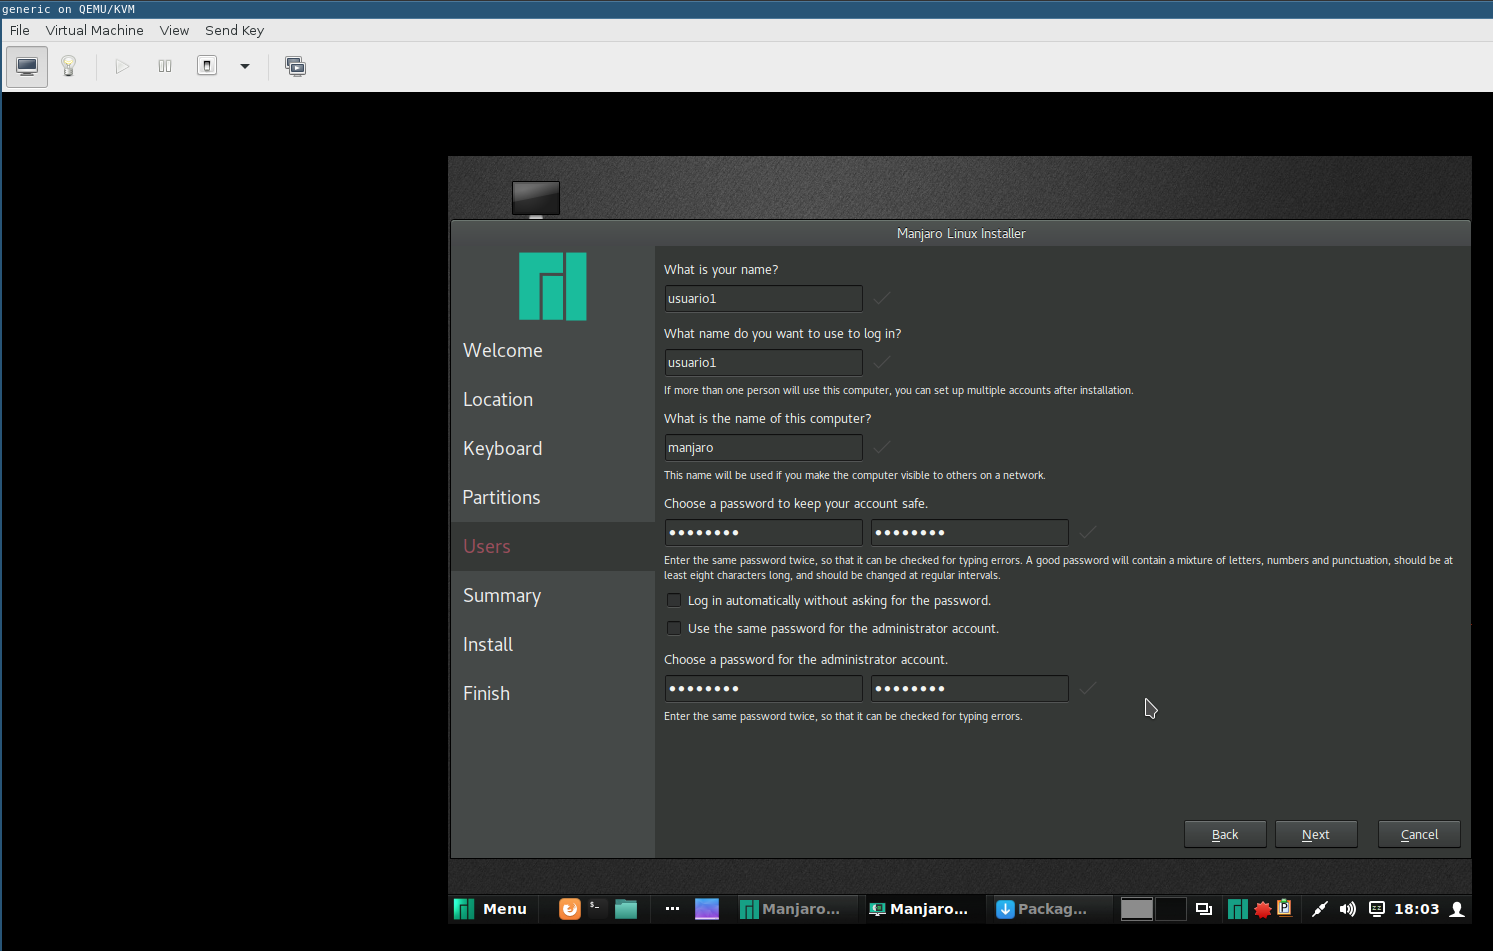 generic on QEMU/KVM
File Virtual Machine View Send Key
Manjaro Linux Installer
Welcome
Location
Keyboard
Partitions
Users
Summary
Install
Finish
What is your name?
usuario1
What name do you want to use to log in?
usuario1
If more than one person will use this computer, you can set up multiple accounts after installation.
What is the name of this computer?
manjaro
This name will be used if you make the computer visible to others on a network.
Choose a password to keep your account safe.
●●●●●●●● ●●●●●●●●
Enter the same password twice, so that it can be checked for typing errors. A good password will contain a mixture of letters, numbers and punctuation, should be at
least eight characters long, and should be changed at regular intervals.
Log in automatically without asking for the password.
Use the same password for the administrator account.
Choose a password for the administrator account.
●●●●●●●● ●●●●●●●●
Enter the same password twice, so that it can be checked for typing errors.
Back Next Cancel
Menu Manjaro... Manjaro... Packag... 18:03